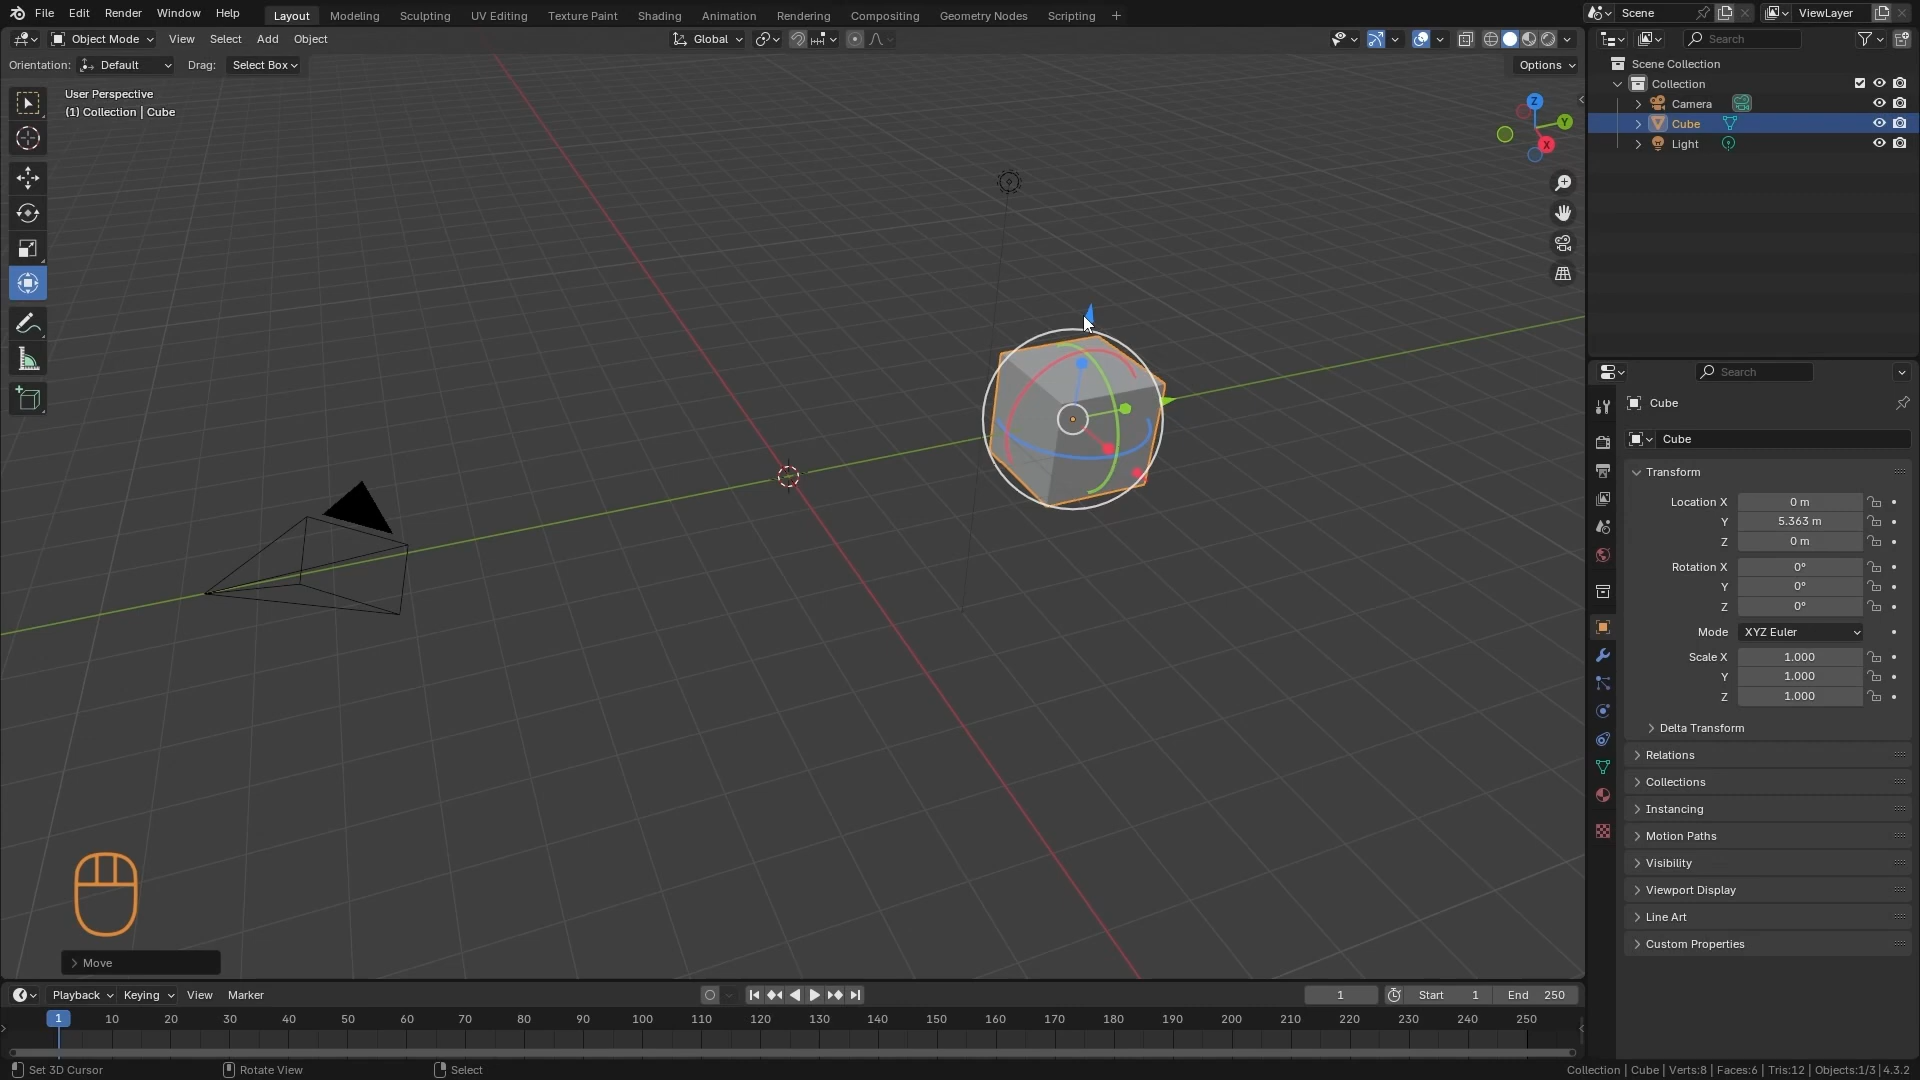 File Edit Render Window Help Layout Modeling Sculpting UV Editing Texture Paint Shading Animation Rendering Compositing Geometry Nodes Scripting + Scene ViewLayer
Object Mode View Select Add Object Global Search
Orientation: Default Drag: Select Box Options
User Perspective
(1) Collection | Cube
Z
Y
X
Scene Collection
Collection
Camera
Cube
Light
Search
Cube
Cube
Transform
Location X 0 m
Y 5.363 m
Z 0 m
Rotation X 0°
Y 0°
Z 0°
Mode XYZ Euler
Scale X 1.000
Y 1.000
Z 1.000
Delta Transform
Relations
Collections
Instancing
Motion Paths
Visibility
Viewport Display
Line Art
Custom Properties
Move
Playback Keying View Marker 1 Start 1 End 250
1 10 20 30 40 50 60 70 80 90 100 110 120 130 140 150 160 170 180 190 200 210 220 230 240 250
Set 3D Cursor Rotate View Select Collection | Cube | Verts:8 | Faces:6 | Tris:12 | Objects:1/3 | 4.3.2